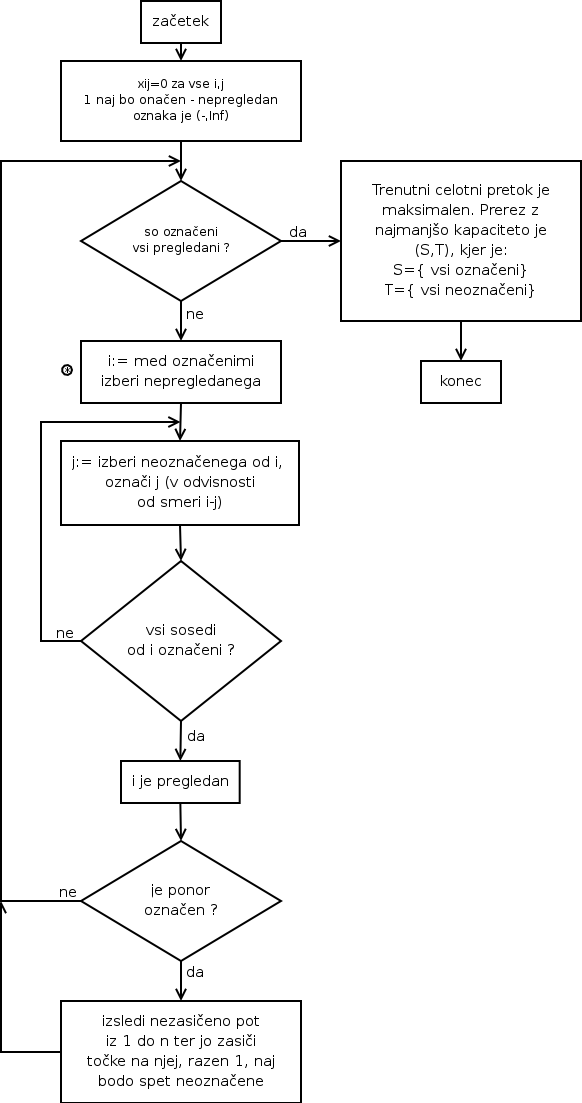 začetek
xij=0 za vse i,j
1 naj bo onačen - nepregledan
oznaka je (-,Inf)
so označeni
vsi pregledani ?
da
Trenutni celotni pretok je
maksimalen. Prerez z
najmanjšo kapaciteto je
(S,T), kjer je:
S={ vsi označeni}
T={ vsi neoznačeni}
konec
ne
i:= med označenimi
izberi nepregledanega
j:= izberi neoznačenega od i,
označi j (v odvisnosti
od smeri i-j)
vsi sosedi
od i označeni ?
ne
da
i je pregledan
je ponor
označen ?
ne
da
izsledi nezasičeno pot
iz 1 do n ter jo zasiči
točke na njej, razen 1, naj
bodo spet neoznačene